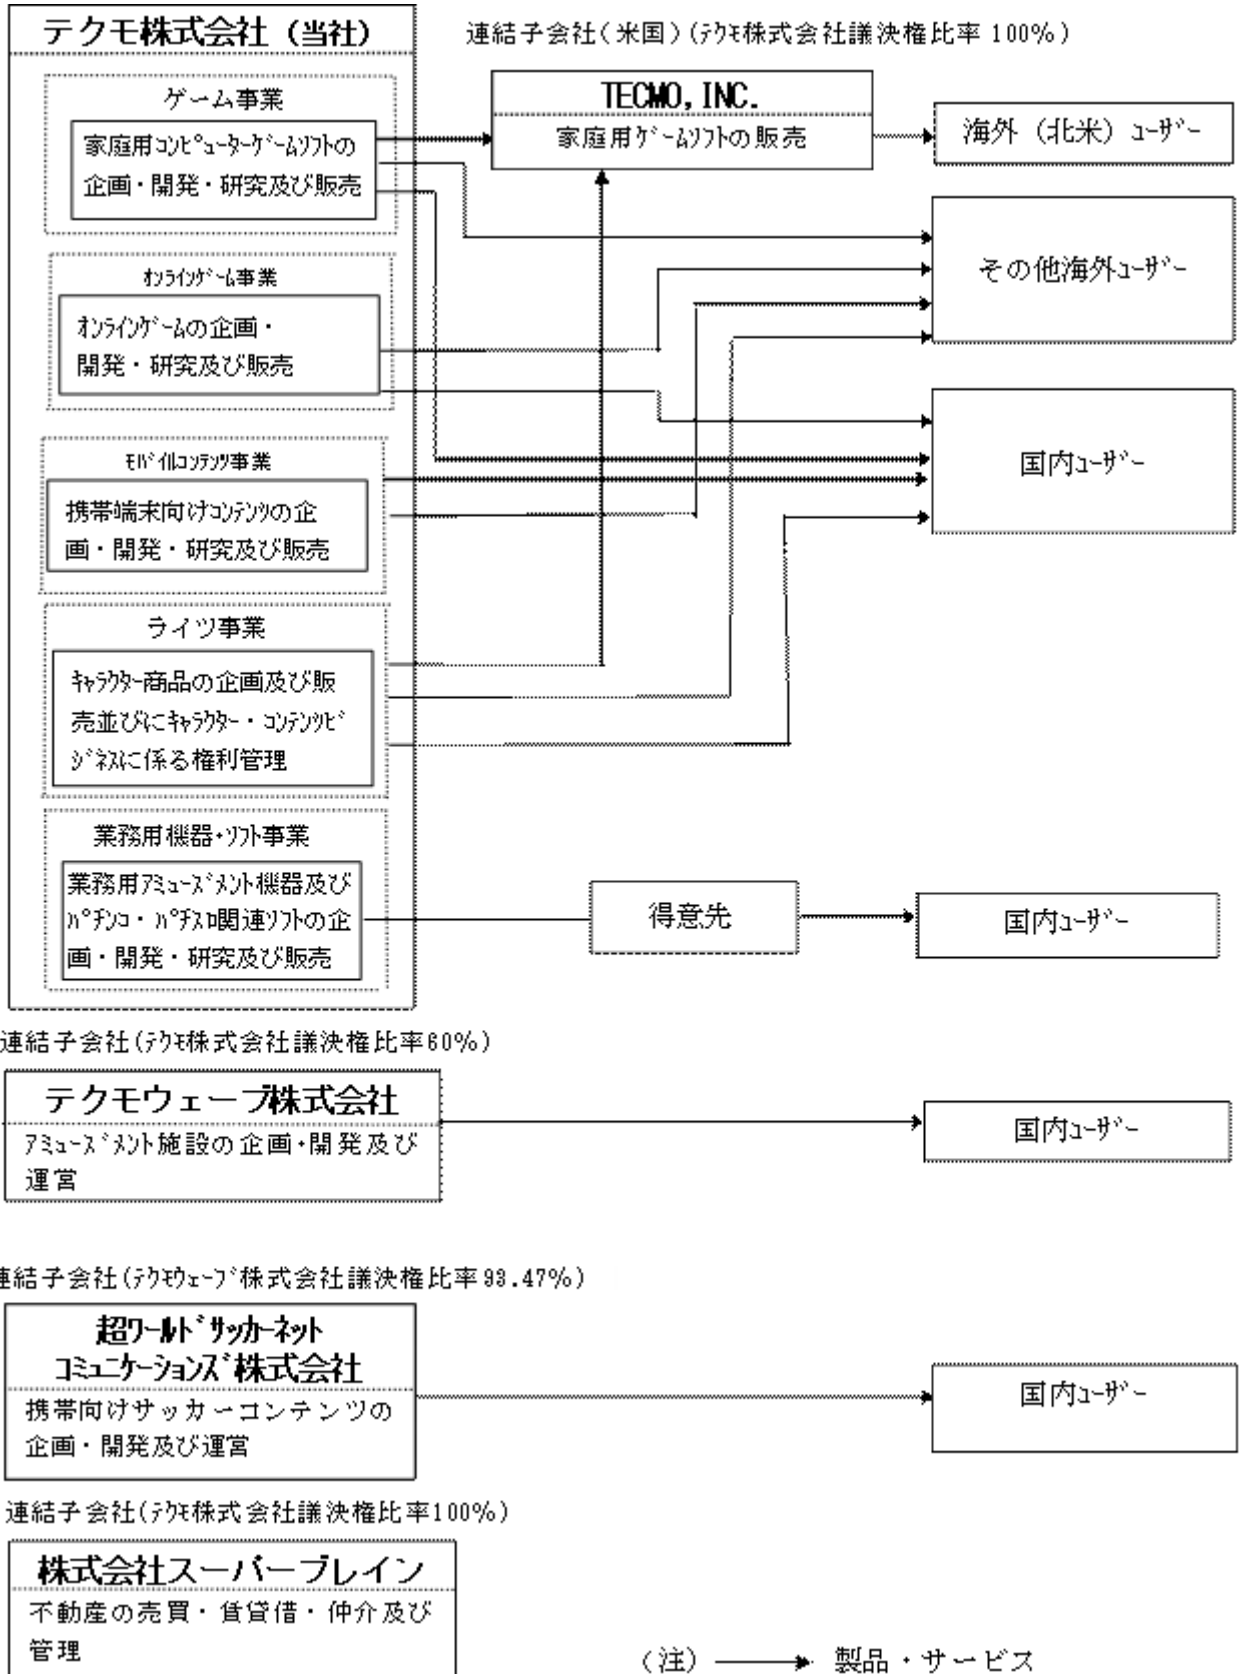 テクモ株式会社（当社）
連結子会社（米国）(ﾃｸﾓ株式会社議決権比率 100%)
ゲーム事業
家庭用ｺﾝﾋﾟｭｰﾀｰｹﾞｰﾑｿﾌﾄの
企画・開発・研究及び販売
TECMO, INC.
家庭用ｹﾞｰﾑｿﾌﾄの販売
海外（北米）ﾕｰｻﾞｰ
その他海外ﾕｰｻﾞｰ
ｵﾝﾗｲﾝｹﾞｰﾑ事業
ｵﾝﾗｲﾝｹﾞｰﾑの企画・
開発・研究及び販売
国内ﾕｰｻﾞｰ
ﾓﾊﾞｲﾙｺﾝﾃﾝﾂ事業
携帯端末向けｺﾝﾃﾝﾂの企
画・開発・研究及び販売
ライツ事業
ｷｬﾗｸﾀｰ商品の企画及び販
売並びにｷｬﾗｸﾀｰ・ｺﾝﾃﾝﾂﾋﾞ
ｼﾞﾈｽに係る権利管理
業務用機器・ｿﾌﾄ事業
業務用ｱﾐｭｰｽﾞﾒﾝﾄ機器及び
ﾊﾟﾁﾝｺ・ﾊﾟﾁｽﾛ関連ｿﾌﾄの企
画・開発・研究及び販売
得意先
国内ﾕｰｻﾞｰ
連結子会社(ﾃｸﾓ株式会社議決権比率60%)
テクモウェーブ株式会社
ｱﾐｭｰｽﾞﾒﾝﾄ施設の企画・開発及び
運営
国内ﾕｰｻﾞｰ
連結子会社(ﾃｸﾓｳｪｰﾌﾞ株式会社議決権比率93.47%)
超ﾜｰﾙﾄﾞｻｯｶｰﾈｯﾄ
ｺﾐｭﾆｹｰｼｮﾝｽﾞ株式会社
携帯向けサッカーコンテンツの
企画・開発及び運営
国内ﾕｰｻﾞｰ
連結子会社(ﾃｸﾓ株式会社議決権比率100%)
株式会社スーパーブレイン
不動産の売買・賃貸借・仲介及び
管理
（注）→ 製品・サービス